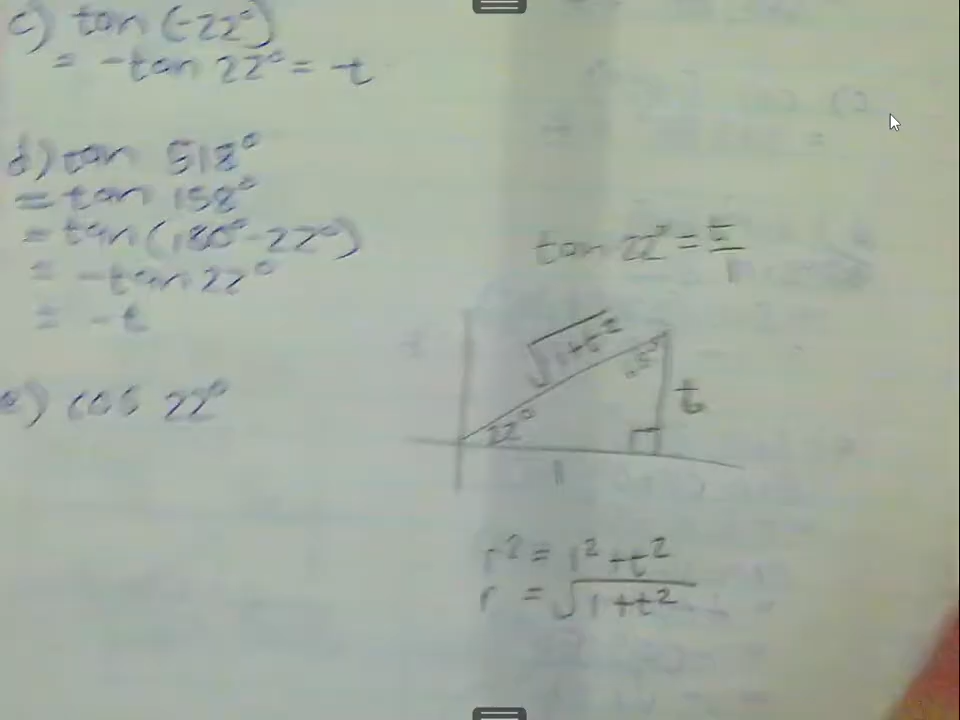 c) tan (-22°)
= -tan 22° = -t
d) tan 518°
= tan 158°
= tan (180° - 22°)
= -tan 22°
= -t
e) cos 22°
tan 22° = t/1
√1+t²
22°
t
1
r² = 1² + t²
r = √1+t²